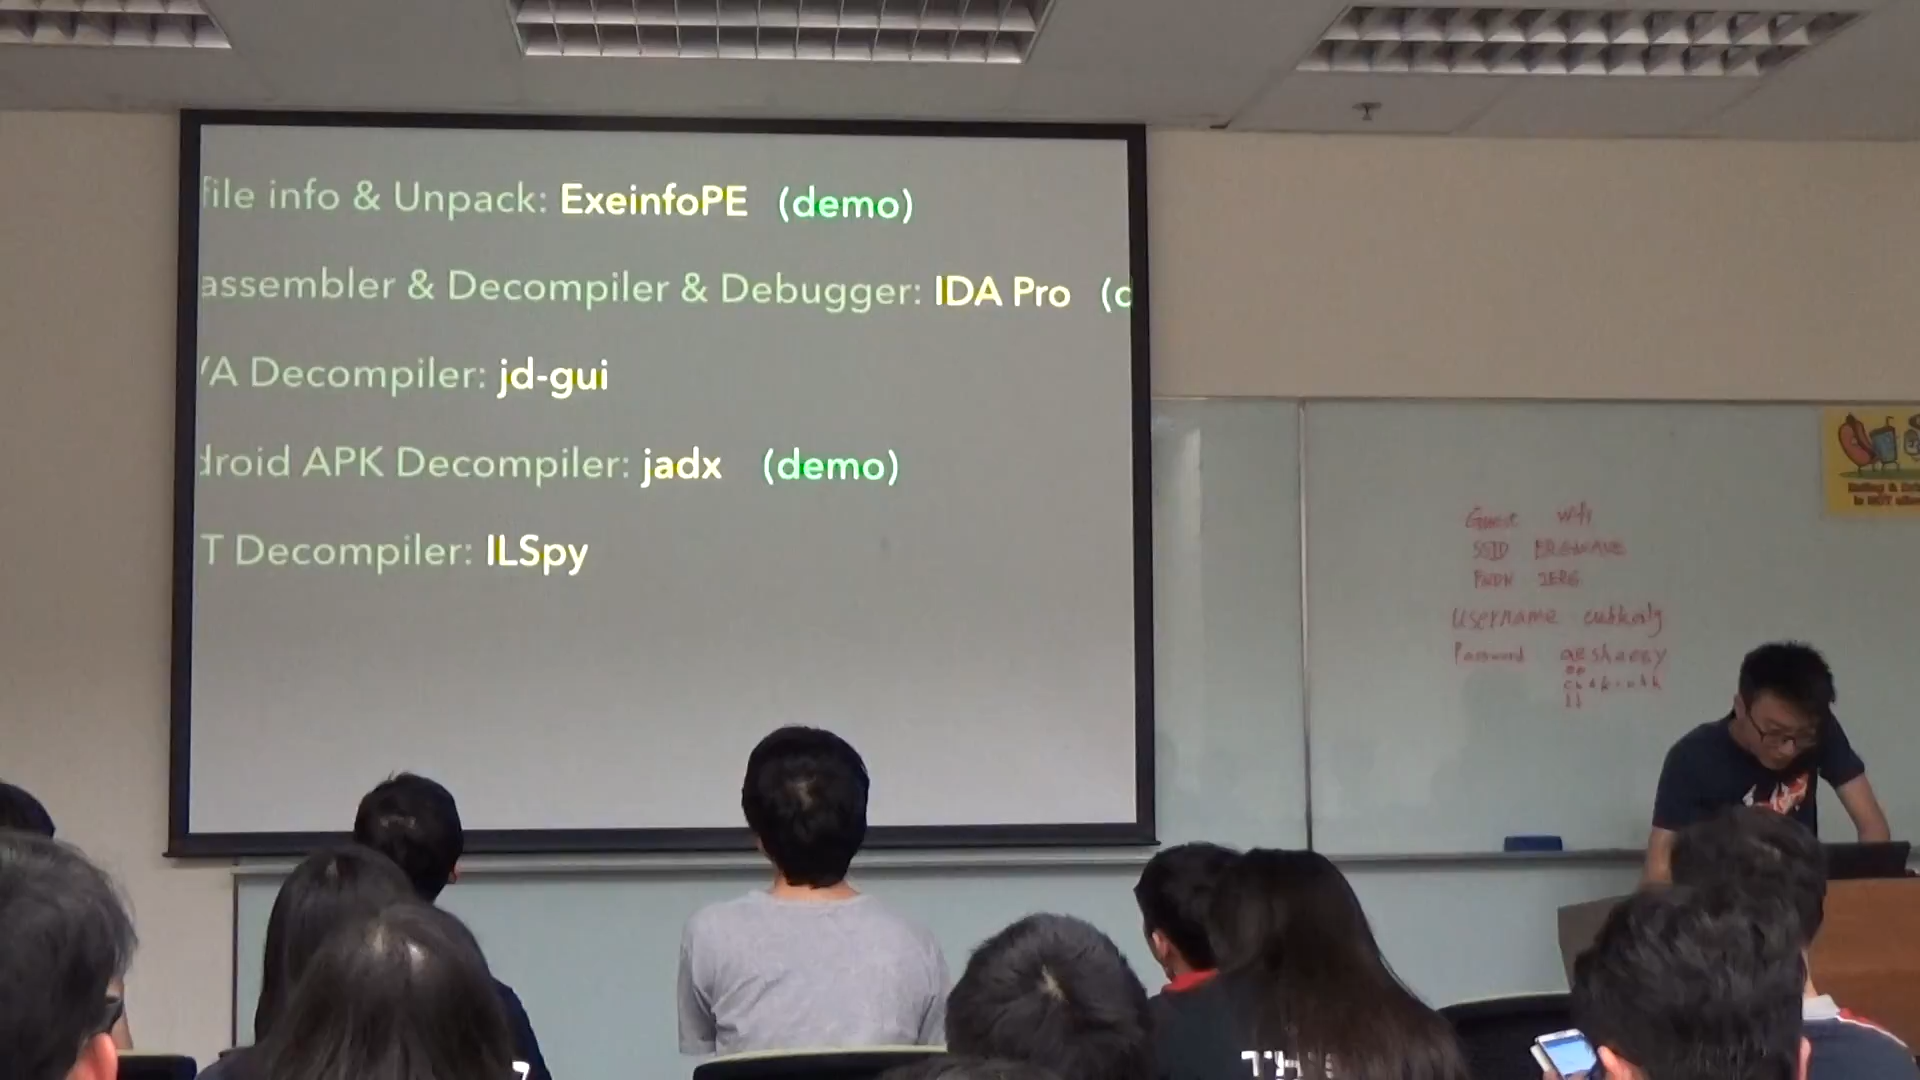 file info & Unpack: ExeinfoPE (demo)
assembler & Decompiler & Debugger: IDA Pro (d
/A Decompiler: jd-gui
droid APK Decompiler: jadx (demo)
T Decompiler: ILSpy
Guest Wifi
SSID
Username
Password